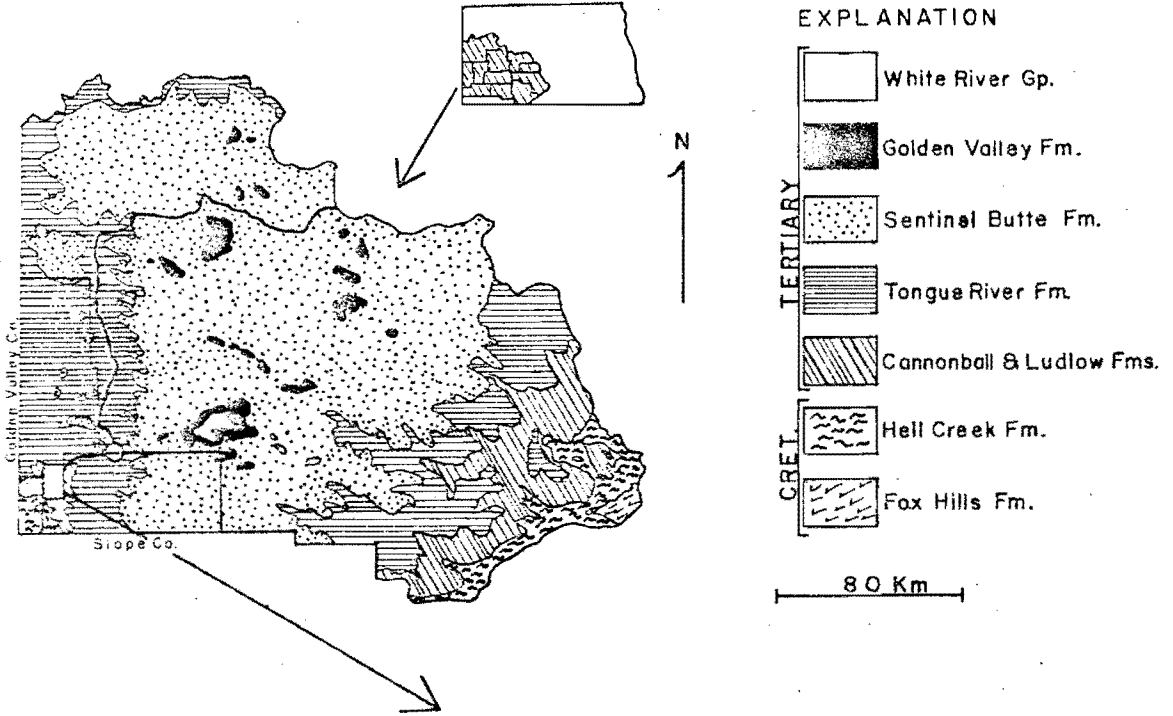 EXPLANATION
White River Gp.
Golden Valley Fm.
Sentinal Butte Fm.
Tongue River Fm.
Cannonball & Ludlow Fms.
Hell Creek Fm.
Fox Hills Fm.
TERTIARY
CRET.
N
80 Km
Golden Valley Co.
Slope Co.